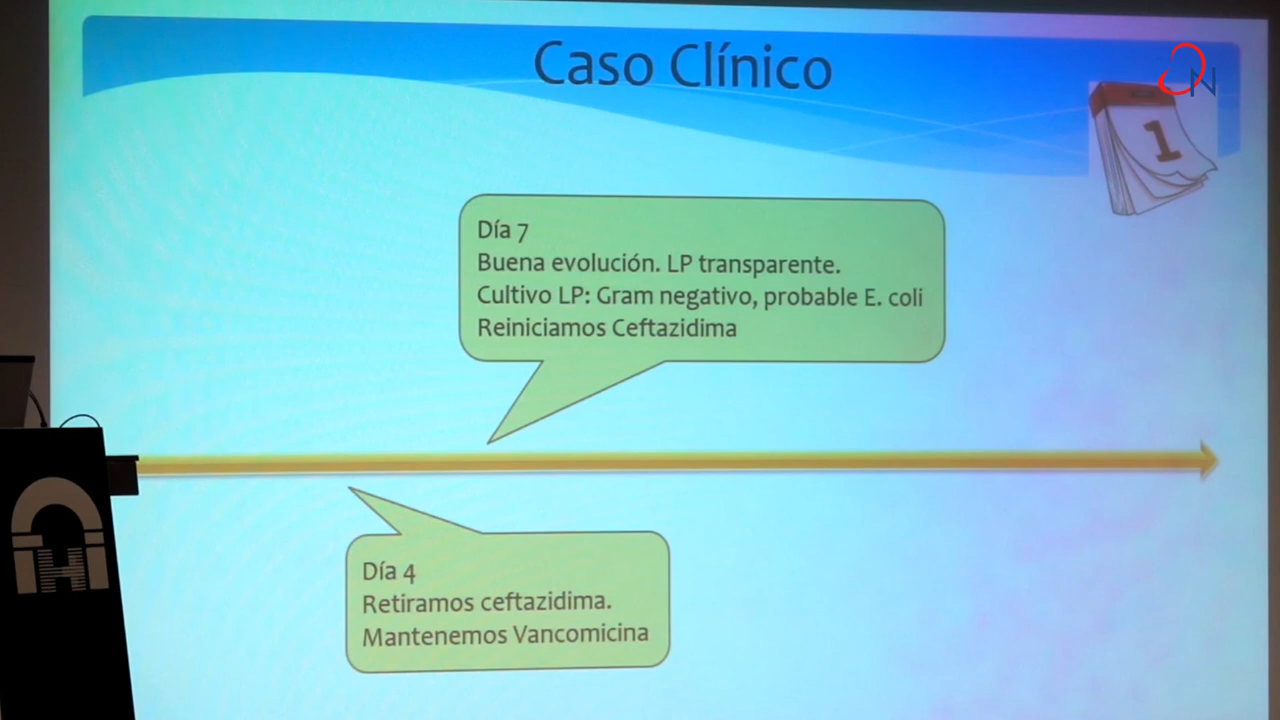 Caso Clínico
N
1
Día 7
Buena evolución. LP transparente.
Cultivo LP: Gram negativo, probable E. coli
Reiniciamos Ceftazidima
Día 4
Retiramos ceftazidima.
Mantenemos Vancomicina
H